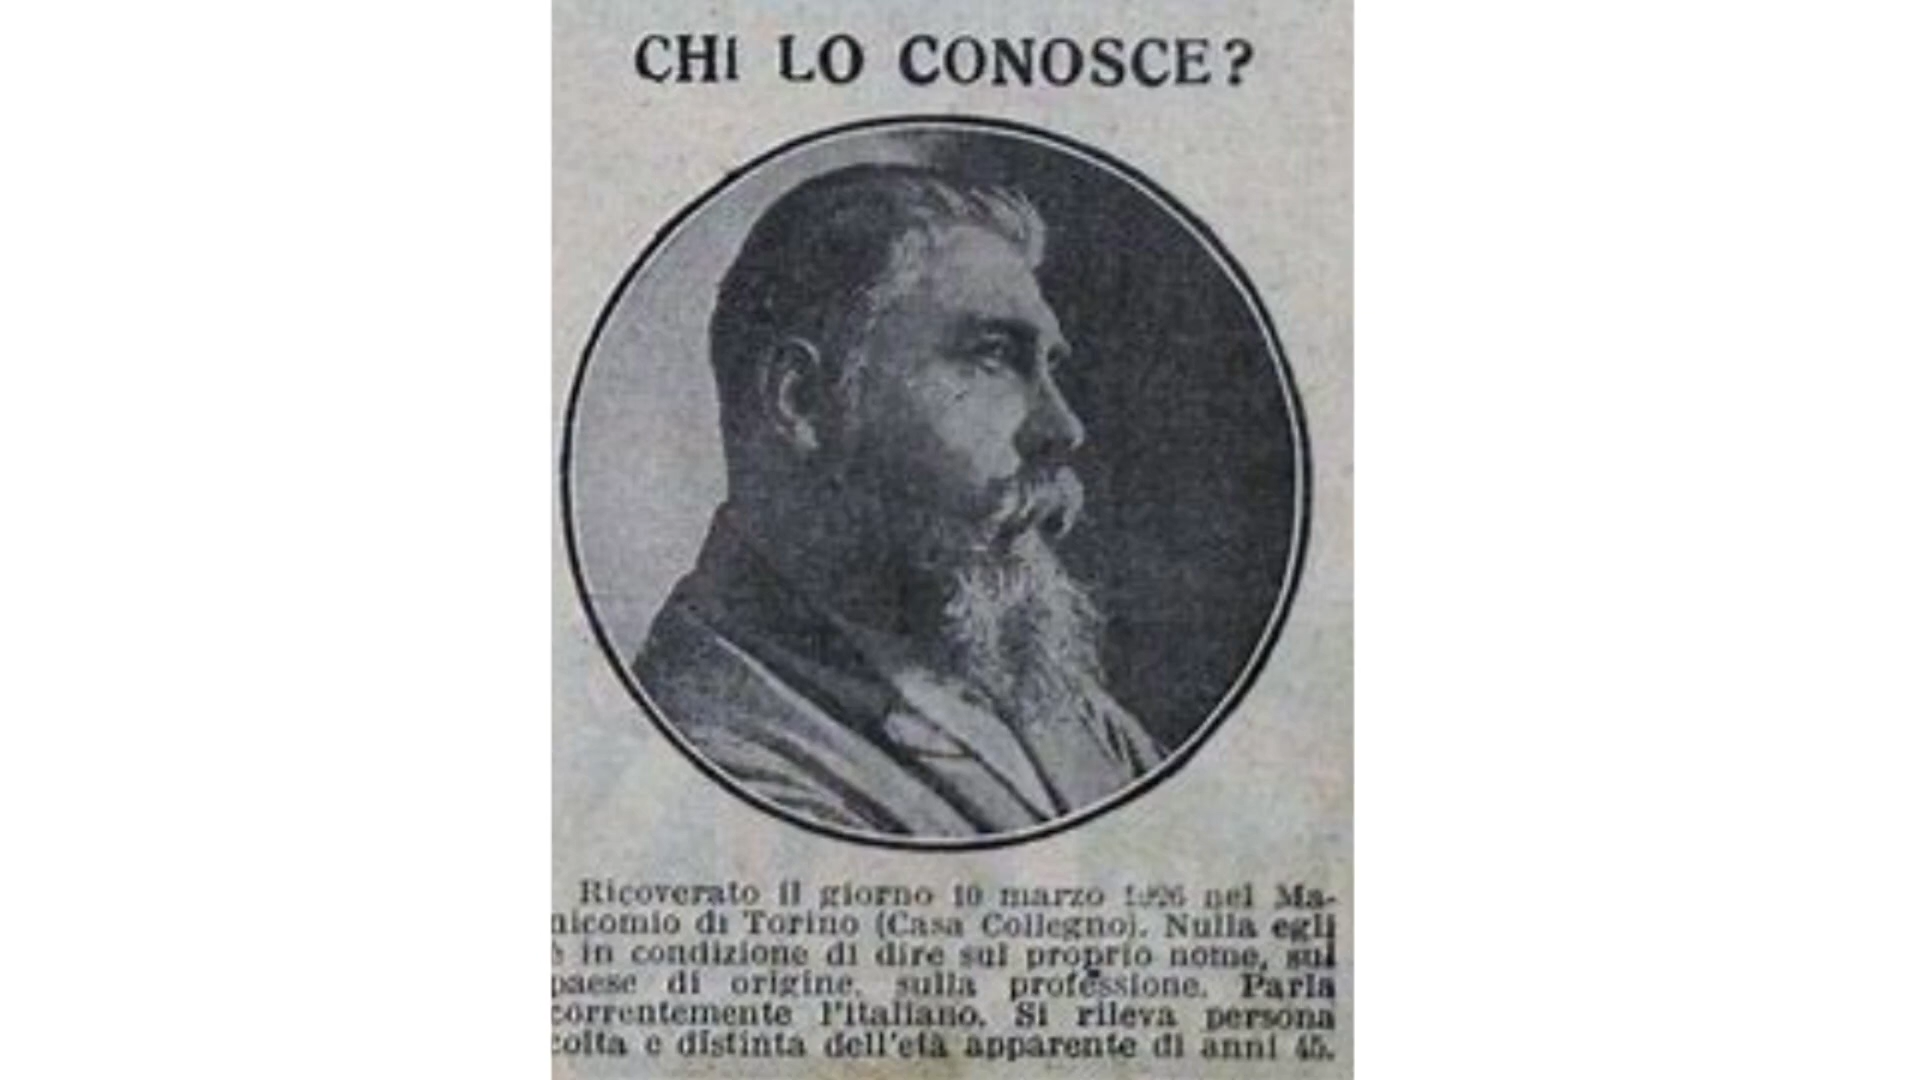 CHI LO CONOSCE?
Ricoverato il giorno 10 marzo 1926 nel Ma-
nicomio di Torino (Casa Collegno). Nulla egli
è in condizione di dire sul proprio nome, sul
paese di origine, sulla professione. Parla
correntemente l'italiano. Si rileva persona
colta e distinta dell'età apparente di anni 45.